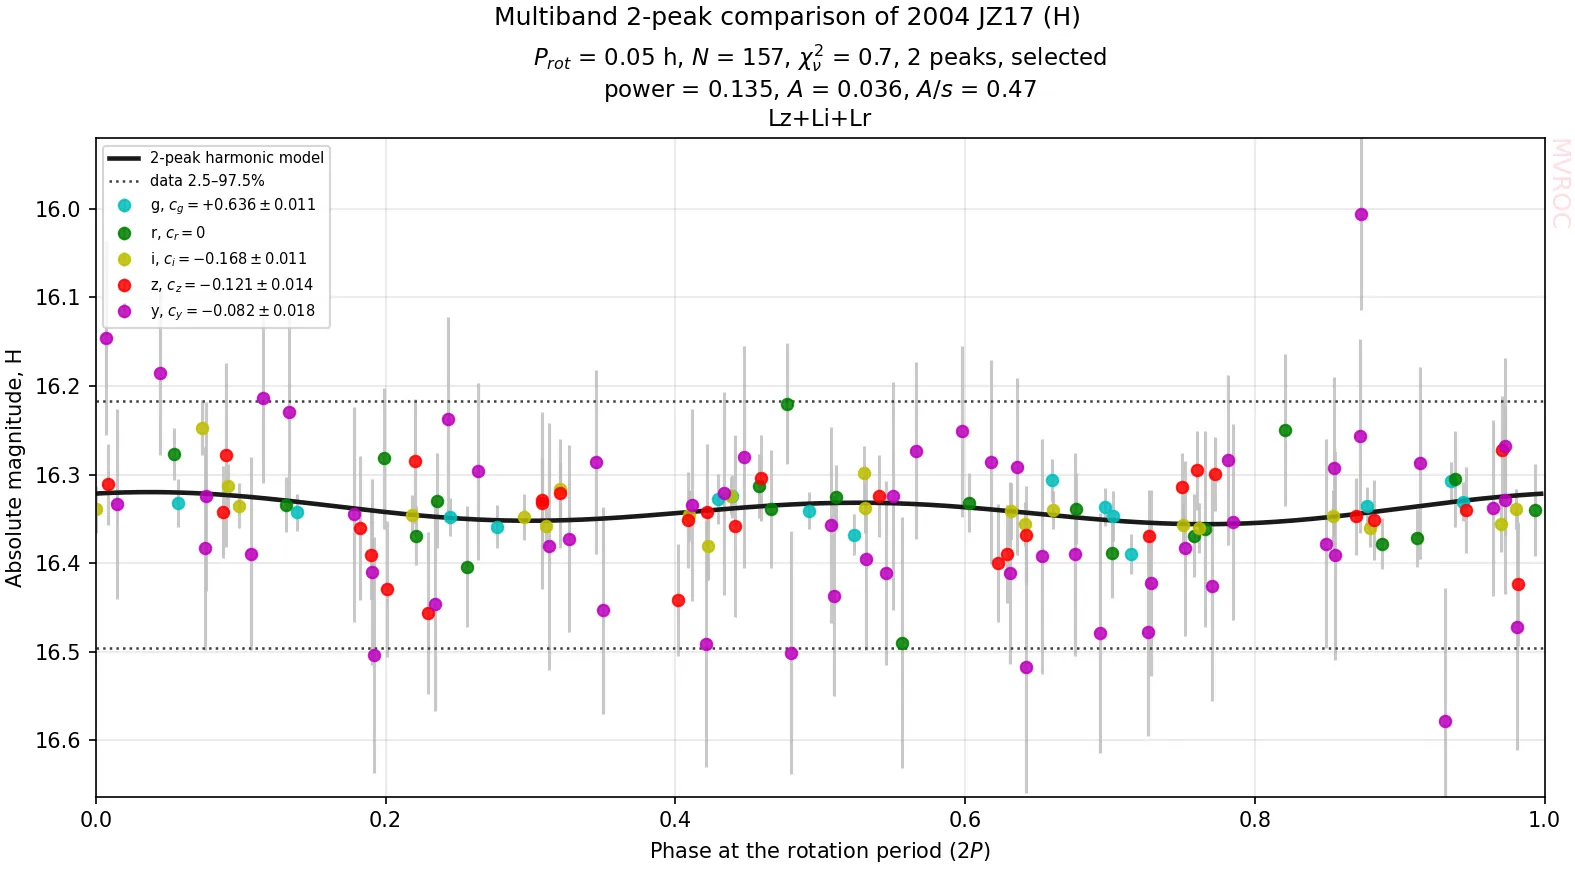 Multiband 2-peak comparison of 2004 JZ17 (H)
P_rot = 0.05 h, N = 157, χ²_ν = 0.7, 2 peaks, selected
power = 0.135, A = 0.036, A/s = 0.47
Lz+Li+Lr
2-peak harmonic model
data 2.5–97.5%
g, c_g = +0.636 ± 0.011
r, c_r = 0
i, c_i = −0.168 ± 0.011
z, c_z = −0.121 ± 0.014
y, c_y = −0.082 ± 0.018
MVROC
Absolute magnitude, H
16.0
16.1
16.2
16.3
16.4
16.5
16.6
0.0 0.2 0.4 0.6 0.8 1.0
Phase at the rotation period (2P)